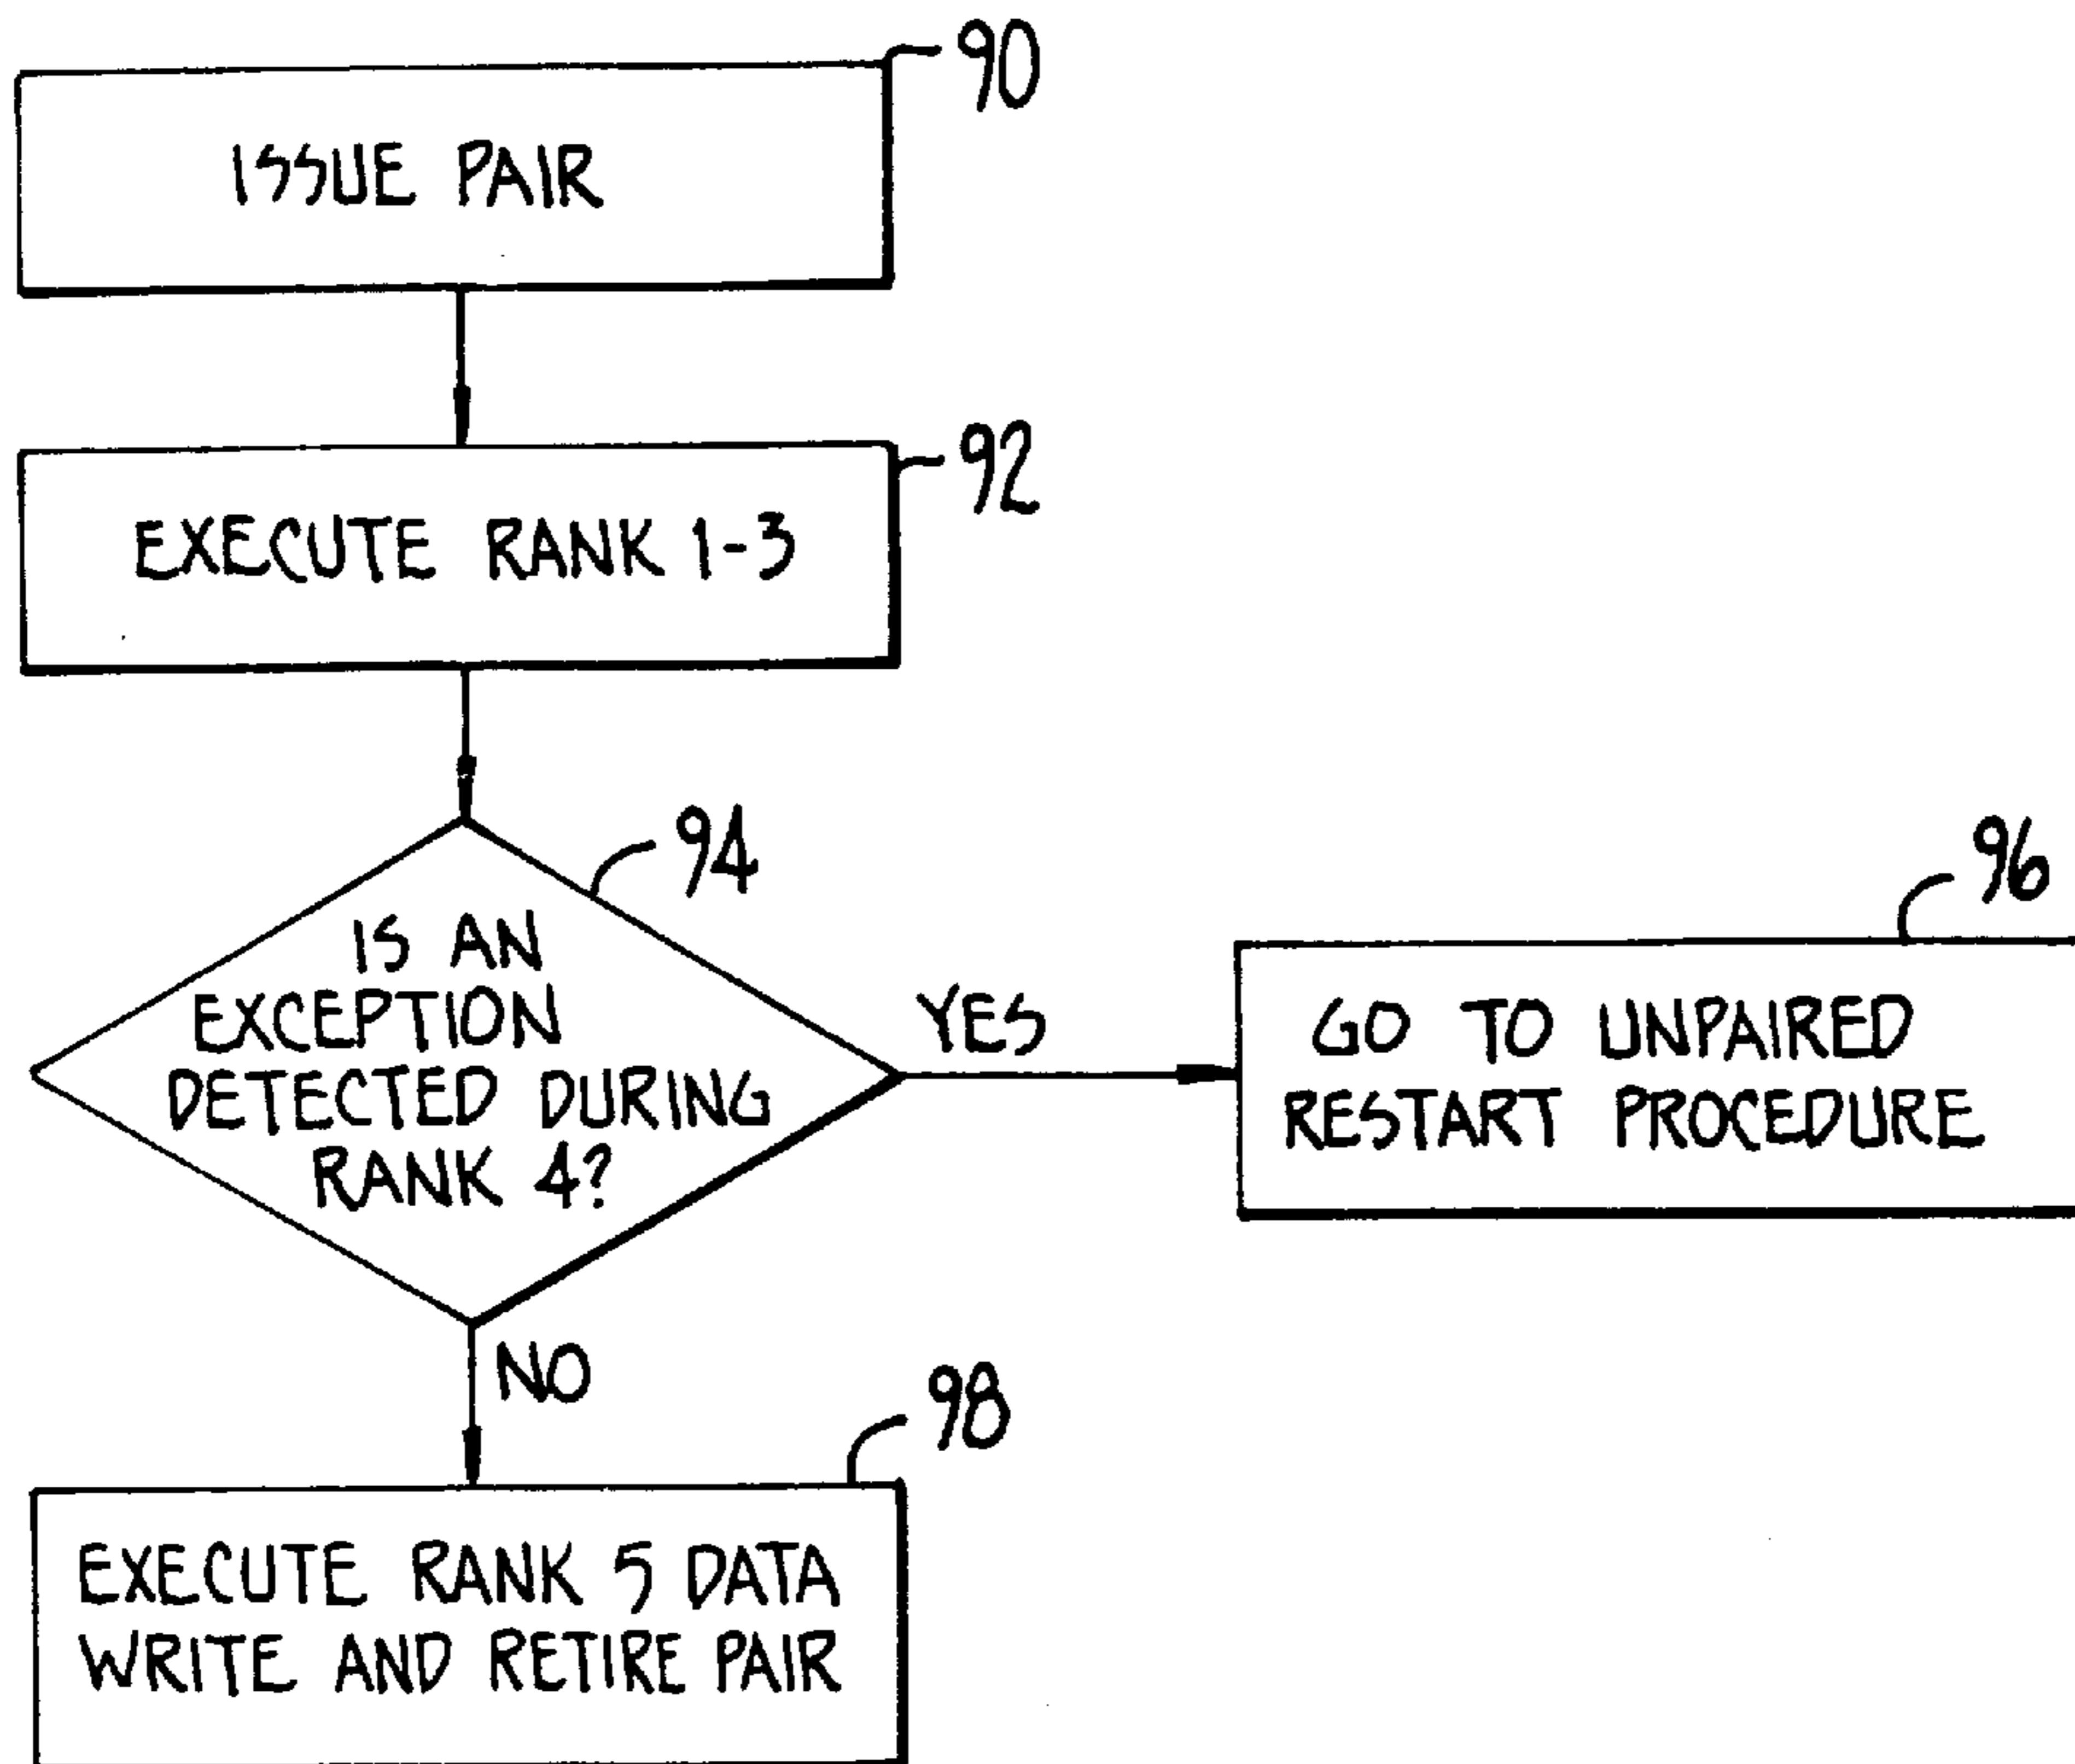 90
ISSUE PAIR
92
EXECUTE RANK 1-3
94
IS AN
EXCEPTION
DETECTED DURING
RANK 4?
YES
96
GO TO UNPAIRED
RESTART PROCEDURE
NO
98
EXECUTE RANK 5 DATA
WRITE AND RETIRE PAIR